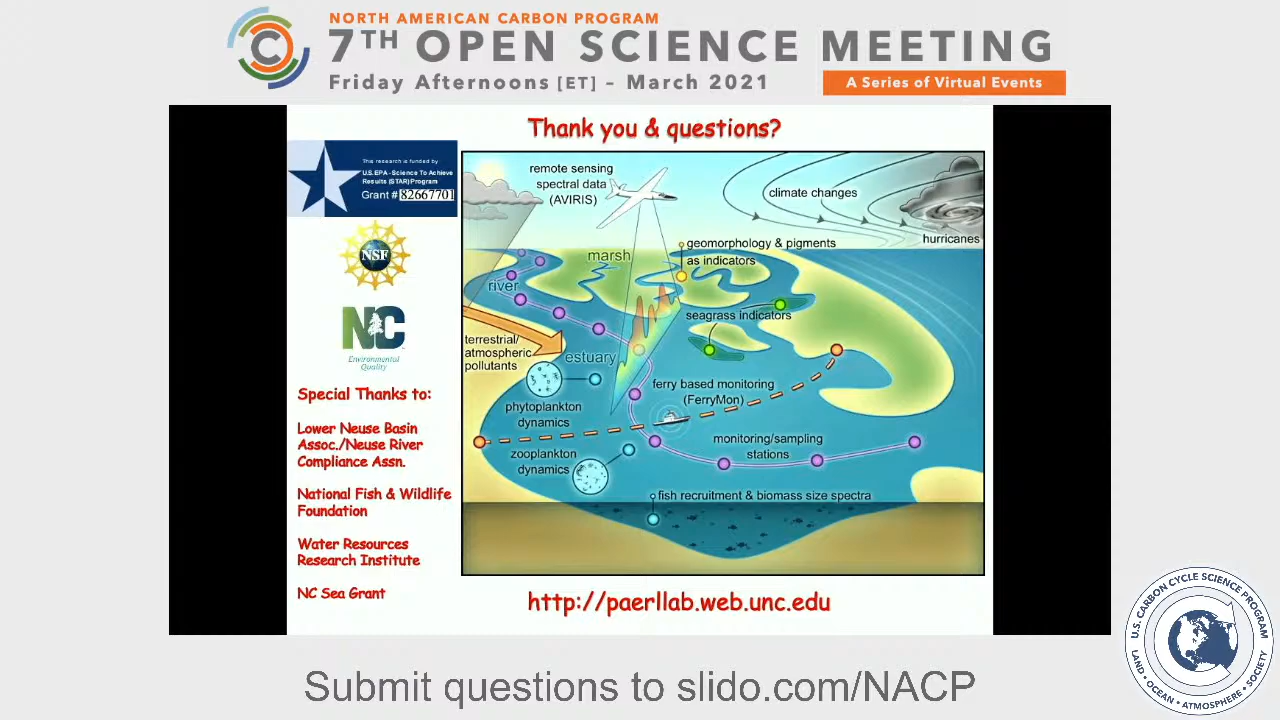 NORTH AMERICAN CARBON PROGRAM
7TH OPEN SCIENCE MEETING
Friday Afternoons [ET] – March 2021
A Series of Virtual Events
Thank you & questions?
This research is funded by
U.S. EPA - Science To Achieve
Results (STAR) Program
Grant # 82667701
NSF
NC
Environmental
Quality
Special Thanks to:
Lower Neuse Basin
Assoc./Neuse River
Compliance Assn.
National Fish & Wildlife
Foundation
Water Resources
Research Institute
NC Sea Grant
remote sensing
spectral data
(AVIRIS)
climate changes
hurricanes
geomorphology & pigments
as indicators
marsh
river
seagrass indicators
terrestrial/
atmospheric
pollutants
estuary
ferry based monitoring
(FerryMon)
phytoplankton
dynamics
monitoring/sampling
stations
zooplankton
dynamics
fish recruitment & biomass size spectra
http://paerllab.web.unc.edu
U.S. CARBON CYCLE SCIENCE PROGRAM
LAND • OCEAN • ATMOSPHERE • SOCIETY
Submit questions to slido.com/NACP